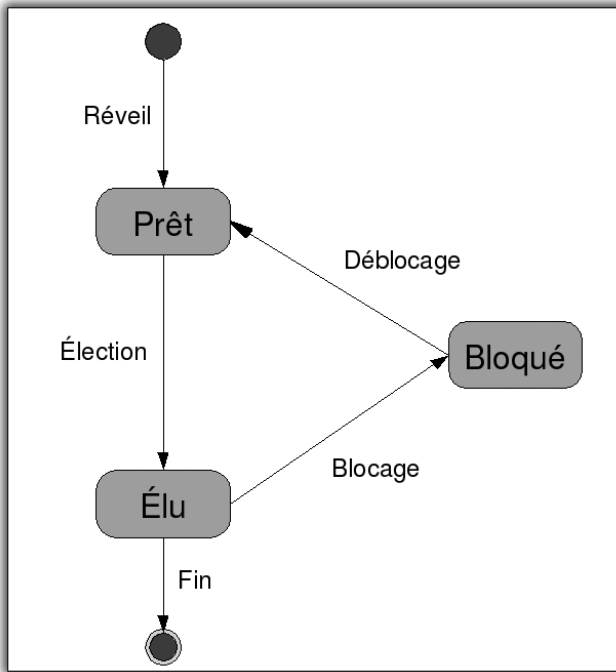 Réveil
Prêt
Déblocage
Élection
Bloqué
Blocage
Élu
Fin